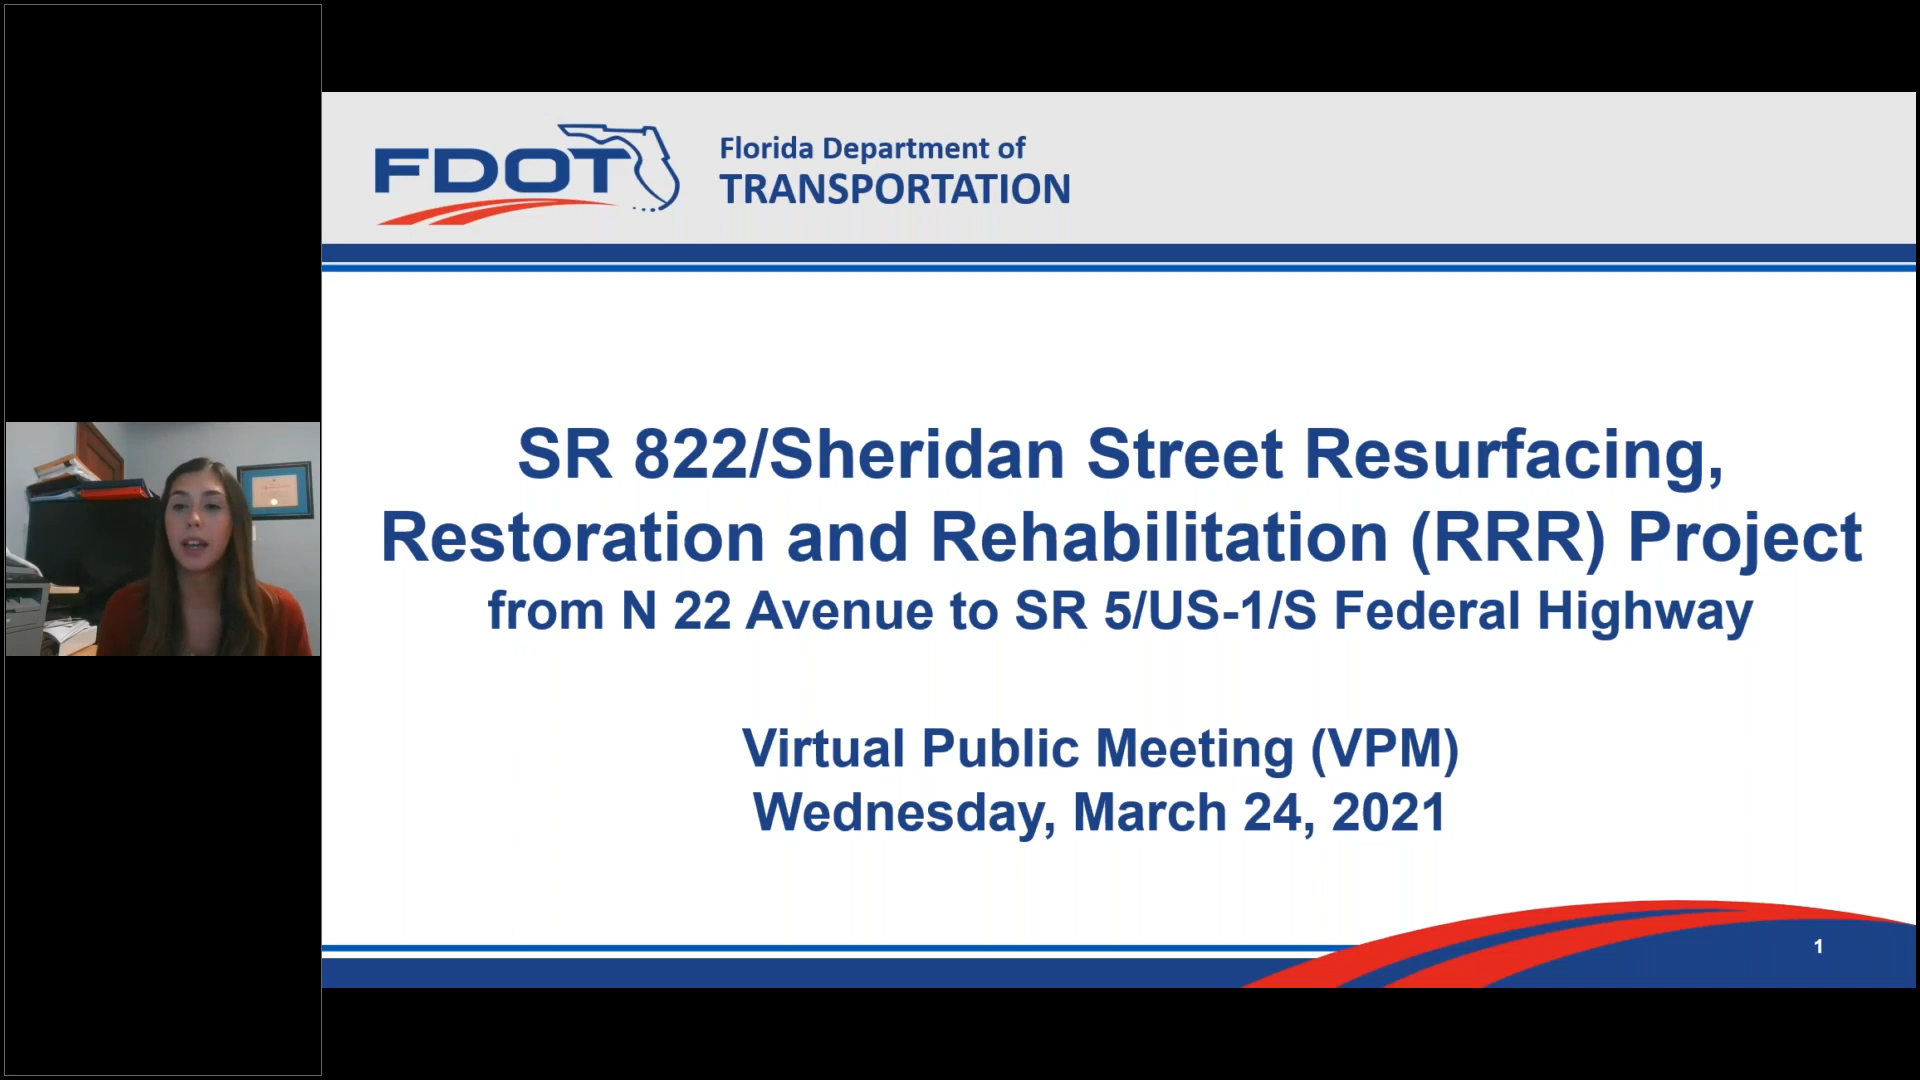 FDOT
Florida Department of
TRANSPORTATION
SR 822/Sheridan Street Resurfacing,
Restoration and Rehabilitation (RRR) Project
from N 22 Avenue to SR 5/US-1/S Federal Highway
Virtual Public Meeting (VPM)
Wednesday, March 24, 2021
1